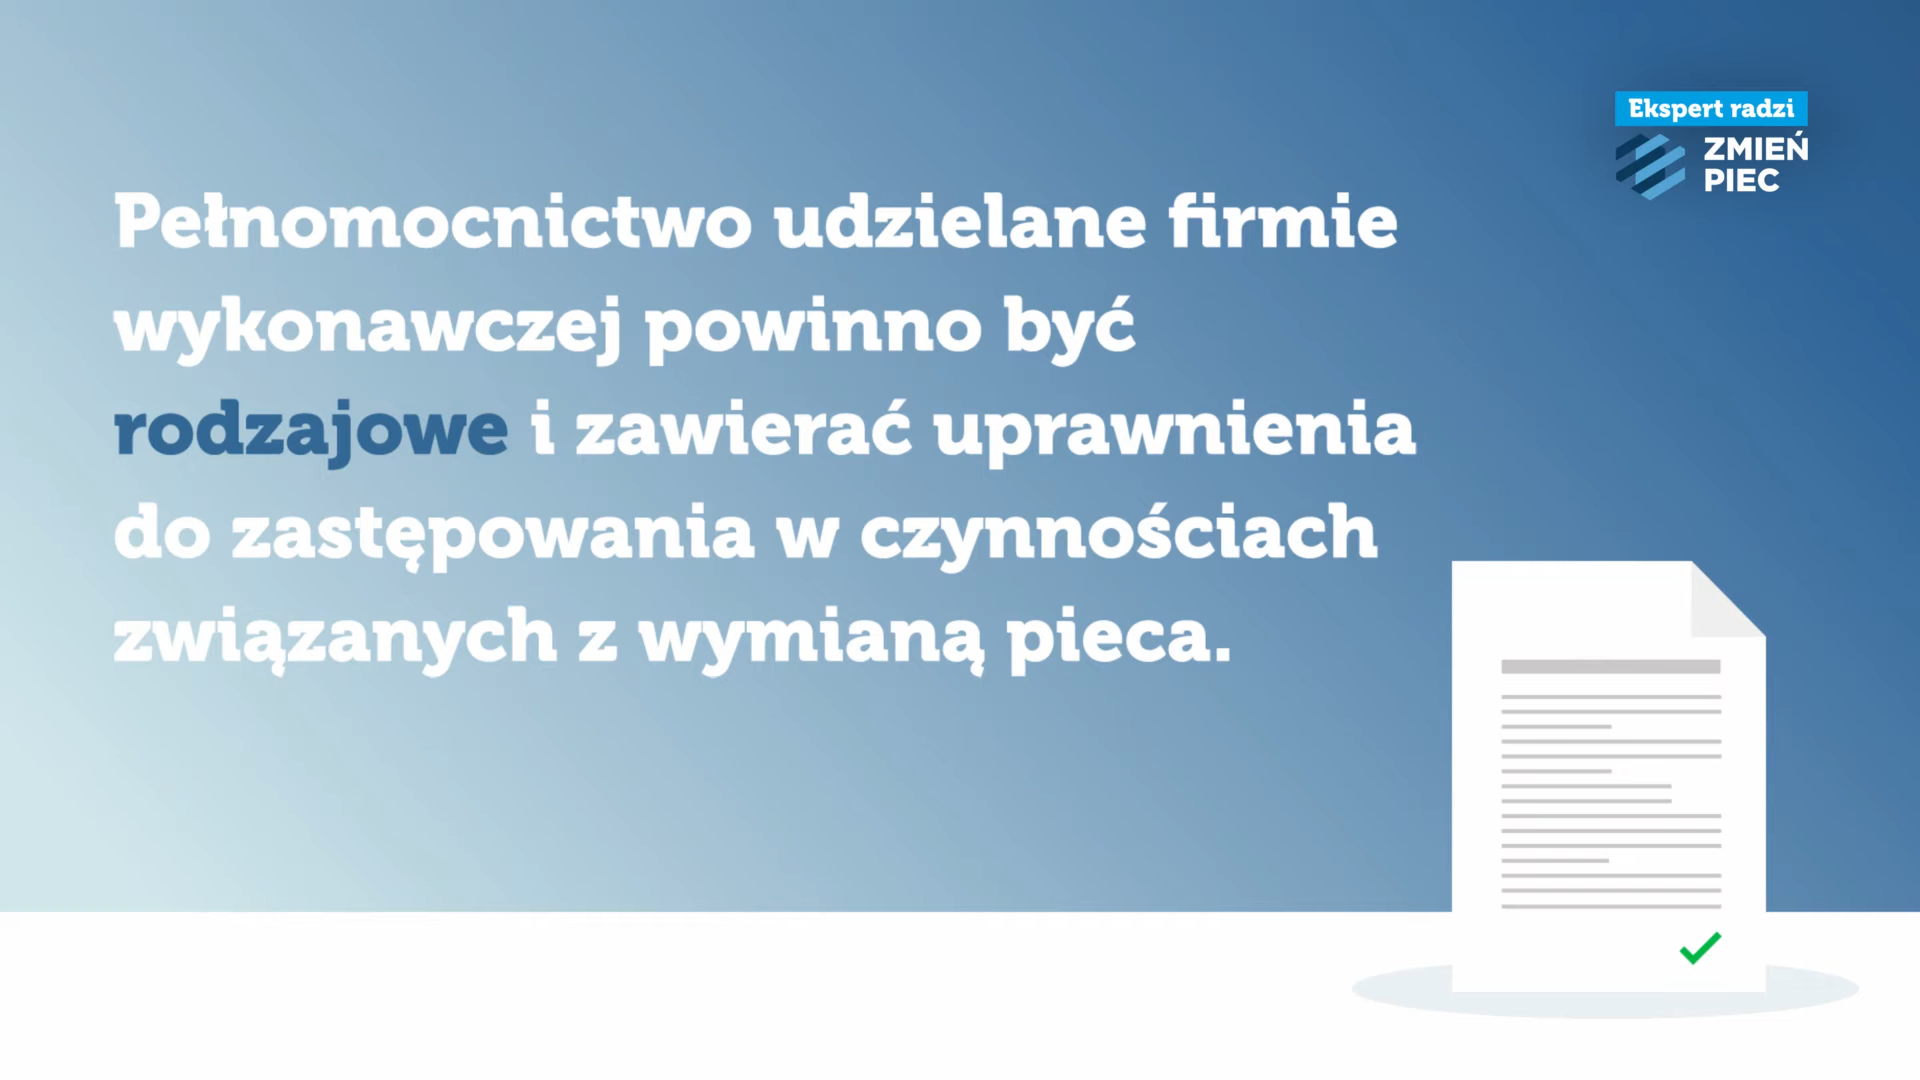 Ekspert radzi
ZMIEŃ
PIEC
Pełnomocnictwo udzielane firmie
wykonawczej powinno być
rodzajowe i zawierać uprawnienia
do zastępowania w czynnościach
związanych z wymianą pieca.